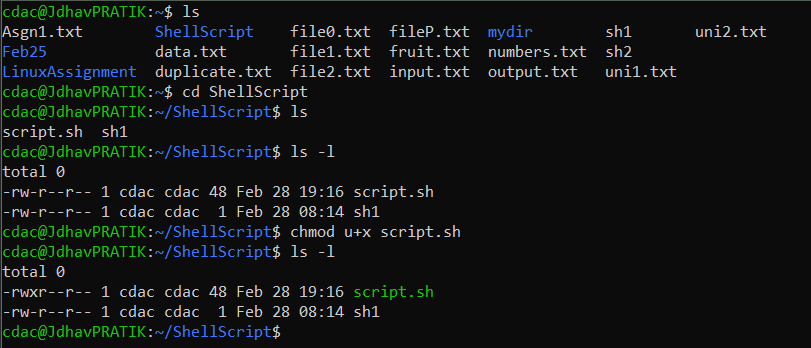 cdac@JdhavPRATIK:~$ ls
Asgn1.txt ShellScript file0.txt fileP.txt mydir sh1 uni2.txt
Feb25 data.txt file1.txt fruit.txt numbers.txt sh2
LinuxAssignment duplicate.txt file2.txt input.txt output.txt uni1.txt
cdac@JdhavPRATIK:~$ cd ShellScript
cdac@JdhavPRATIK:~/ShellScript$ ls
script.sh sh1
cdac@JdhavPRATIK:~/ShellScript$ ls -l
total 0
-rw-r--r-- 1 cdac cdac 48 Feb 28 19:16 script.sh
-rw-r--r-- 1 cdac cdac 1 Feb 28 08:14 sh1
cdac@JdhavPRATIK:~/ShellScript$ chmod u+x script.sh
cdac@JdhavPRATIK:~/ShellScript$ ls -l
total 0
-rwxr--r-- 1 cdac cdac 48 Feb 28 19:16 script.sh
-rw-r--r-- 1 cdac cdac 1 Feb 28 08:14 sh1
cdac@JdhavPRATIK:~/ShellScript$